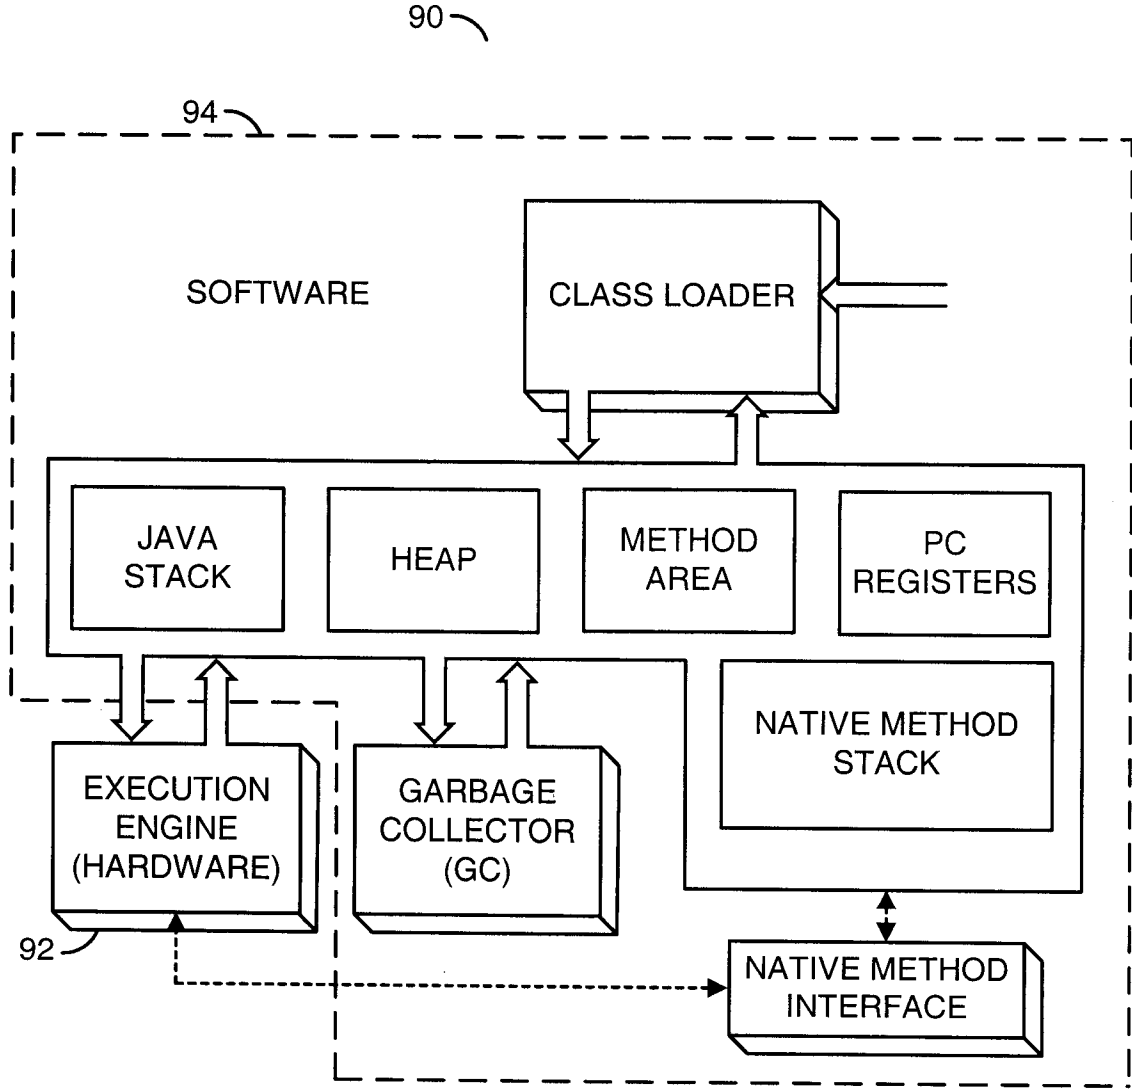 90
94
SOFTWARE
CLASS LOADER
JAVA
STACK
HEAP
METHOD
AREA
PC
REGISTERS
NATIVE METHOD
STACK
EXECUTION
ENGINE
(HARDWARE)
GARBAGE
COLLECTOR
(GC)
92
NATIVE METHOD
INTERFACE